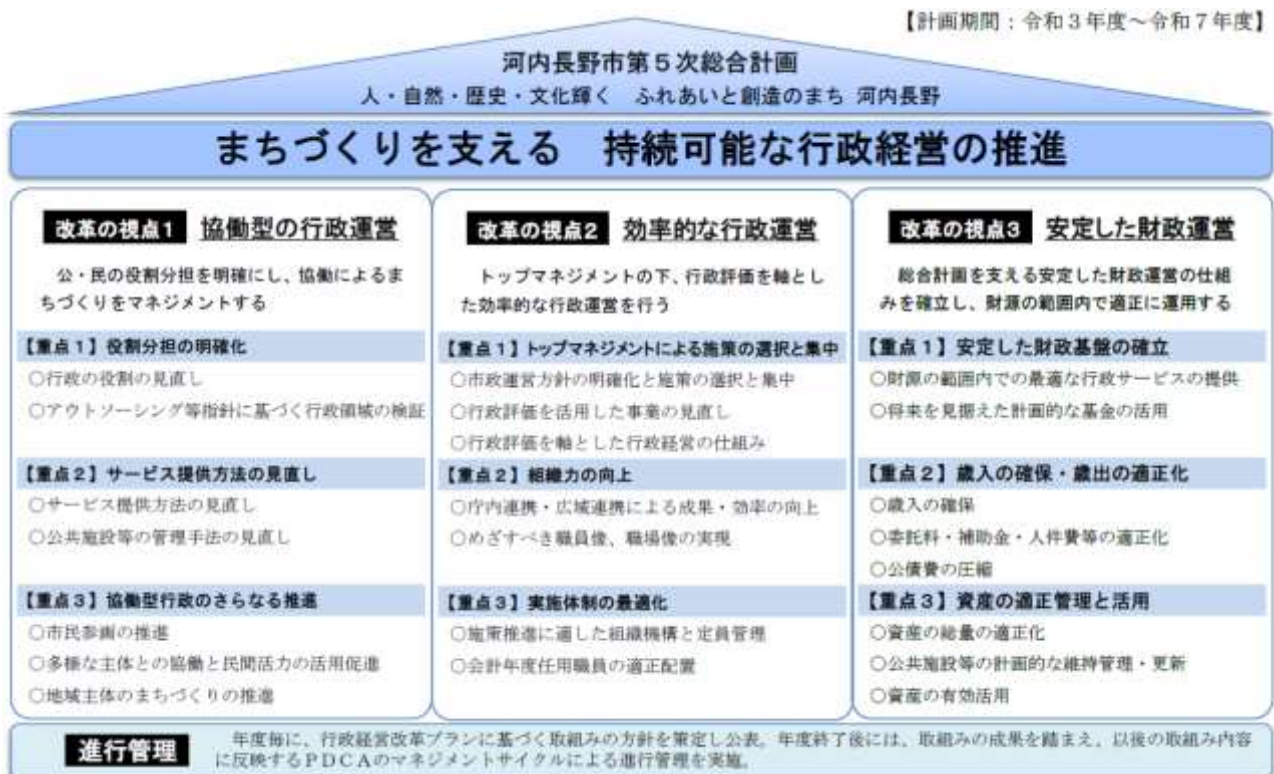 【計画期間：令和３年度～令和７年度】
河内長野市第５次総合計画
人・自然・歴史・文化輝く　ふれあいと創造のまち 河内長野
まちづくりを支える　持続可能な行政経営の推進
改革の視点1　協働型の行政運営
公・民の役割分担を明確にし、協働によるま
ちづくりをマネジメントする
【重点１】役割分担の明確化
○行政の役割の見直し
○アウトソーシング等指針に基づく行政領域の検証
【重点２】サービス提供方法の見直し
○サービス提供方法の見直し
○公共施設等の管理手法の見直し
【重点３】協働型行政のさらなる推進
○市民参画の推進
○多様な主体との協働と民間活力の活用促進
○地域主体のまちづくりの推進
改革の視点2　効率的な行政運営
トップマネジメントの下、行政評価を軸とし
た効率的な行政運営を行う
【重点１】トップマネジメントによる施策の選択と集中
○市政運営方針の明確化と施策の選択と集中
○行政評価を活用した事業の見直し
○行政評価を軸とした行政経営の仕組み
【重点２】組織力の向上
○庁内連携・広域連携による成果・効率の向上
○めざすべき職員像、職場像の実現
【重点３】実施体制の最適化
○施策推進に適した組織機構と定員管理
○会計年度任用職員の適正配置
改革の視点3　安定した財政運営
総合計画を支える安定した財政運営の仕組
みを確立し、財源の範囲内で適正に運用する
【重点１】安定した財政基盤の確立
○財源の範囲内での最適な行政サービスの提供
○将来を見据えた計画的な基金の活用
【重点２】歳入の確保・歳出の適正化
○歳入の確保
○委託料・補助金・人件費等の適正化
○公債費の圧縮
【重点３】資産の適正管理と活用
○資産の総量の適正化
○公共施設等の計画的な維持管理・更新
○資産の有効活用
進行管理
年度毎に、行政経営改革プランに基づく取組みの方針を策定し公表。年度終了後には、取組みの成果を踏まえ、以後の取組み内容
に反映するＰＤＣＡのマネジメントサイクルによる進行管理を実施。